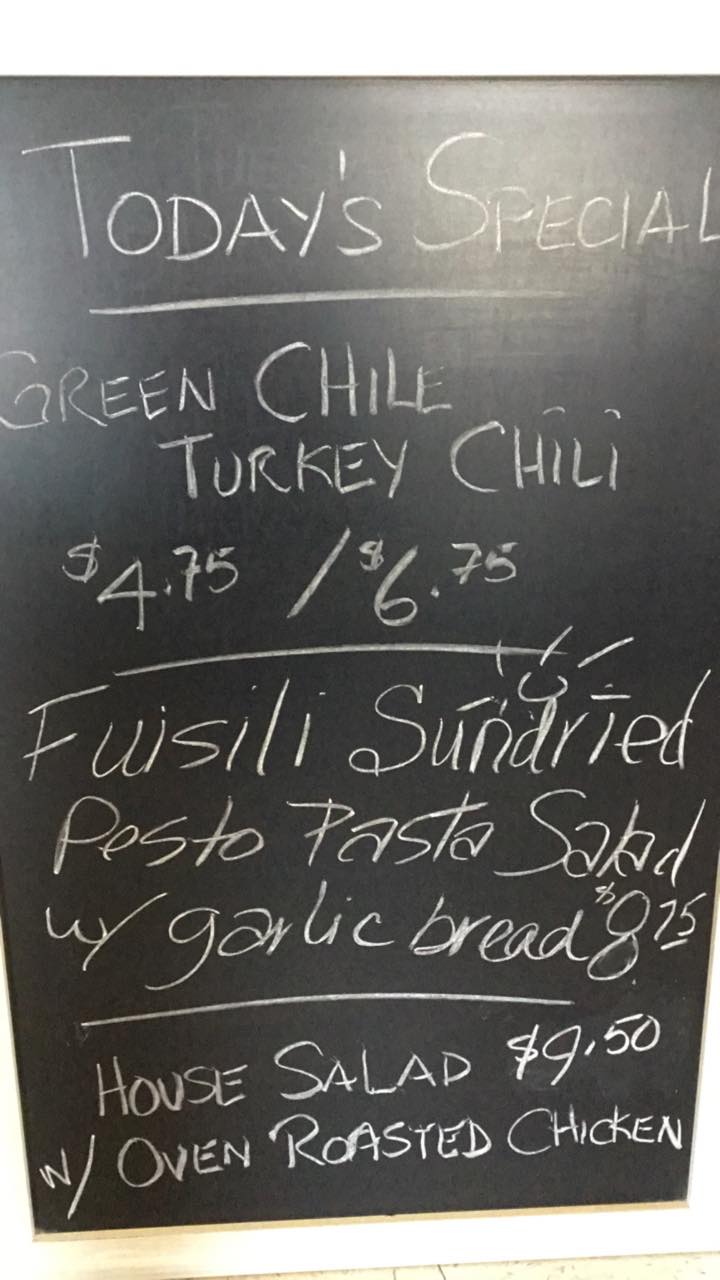 TODAY'S SPECIAL
GREEN CHILE
TURKEY CHILI
$4.75 / $6.75
Fuisili Sundried
Pesto Pasta Salad
w/ garlic bread $8 75
HOUSE SALAD $9.50
w/ OVEN ROASTED CHICKEN